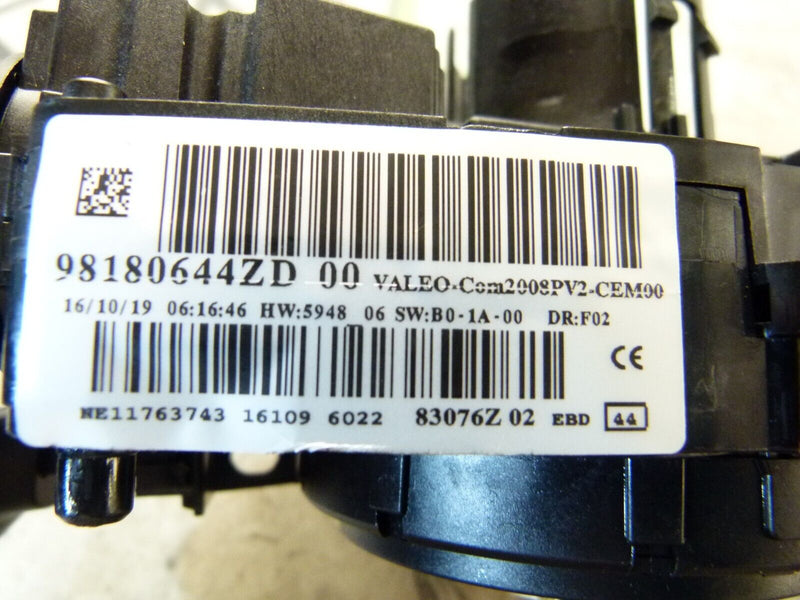 98180644ZD 00 VALEO-Com2008PV2-CEM00
16/10/19 06:16:46 HW:5948 06 SW:B0-1A-00 DR:F02
CE
NE11763743 16109 6022 83076Z 02 EBD 44